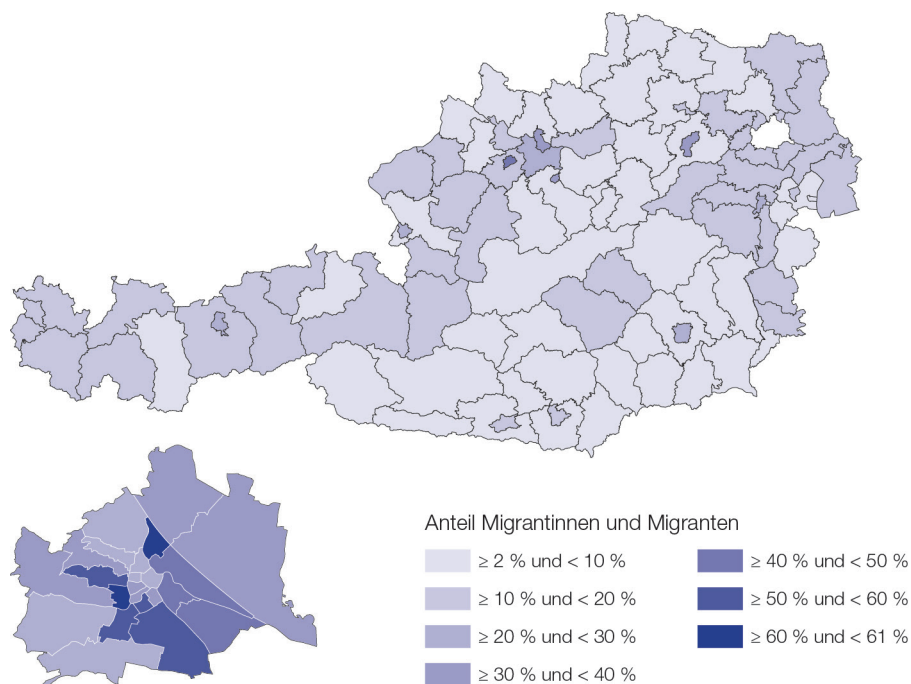 Anteil Migrantinnen und Migranten
≥ 2 % und < 10 %
≥ 10 % und < 20 %
≥ 20 % und < 30 %
≥ 30 % und < 40 %
≥ 40 % und < 50 %
≥ 50 % und < 60 %
≥ 60 % und < 61 %